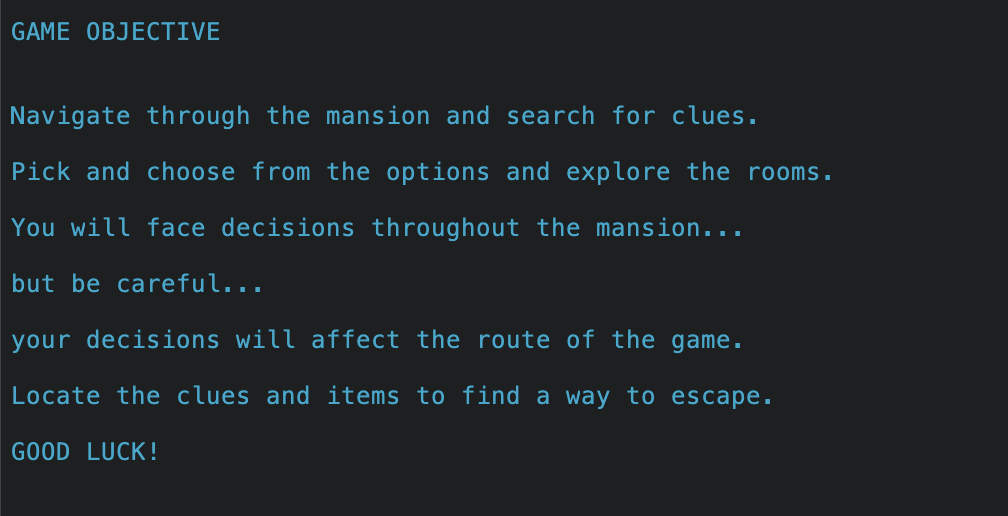 GAME OBJECTIVE
Navigate through the mansion and search for clues.
Pick and choose from the options and explore the rooms.
You will face decisions throughout the mansion...
but be careful...
your decisions will affect the route of the game.
Locate the clues and items to find a way to escape.
GOOD LUCK!